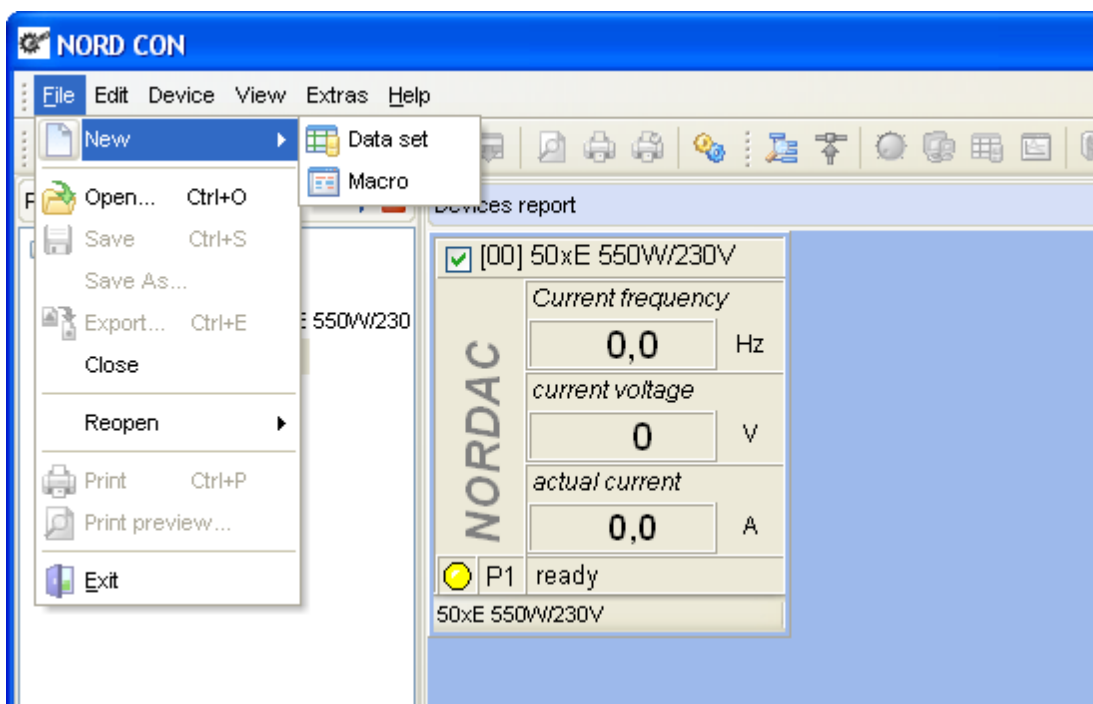 NORD CON
File Edit Device View Extras Help
New
Data set
Macro
Open... Ctrl+O
Save Ctrl+S
Save As...
Export... Ctrl+E
Close
Reopen
Print Ctrl+P
Print preview...
Exit
550W/230
Devices report
[00] 50xE 550W/230V
NORDAC
Current frequency
0,0 Hz
current voltage
0 V
actual current
0,0 A
P1 ready
50xE 550W/230V